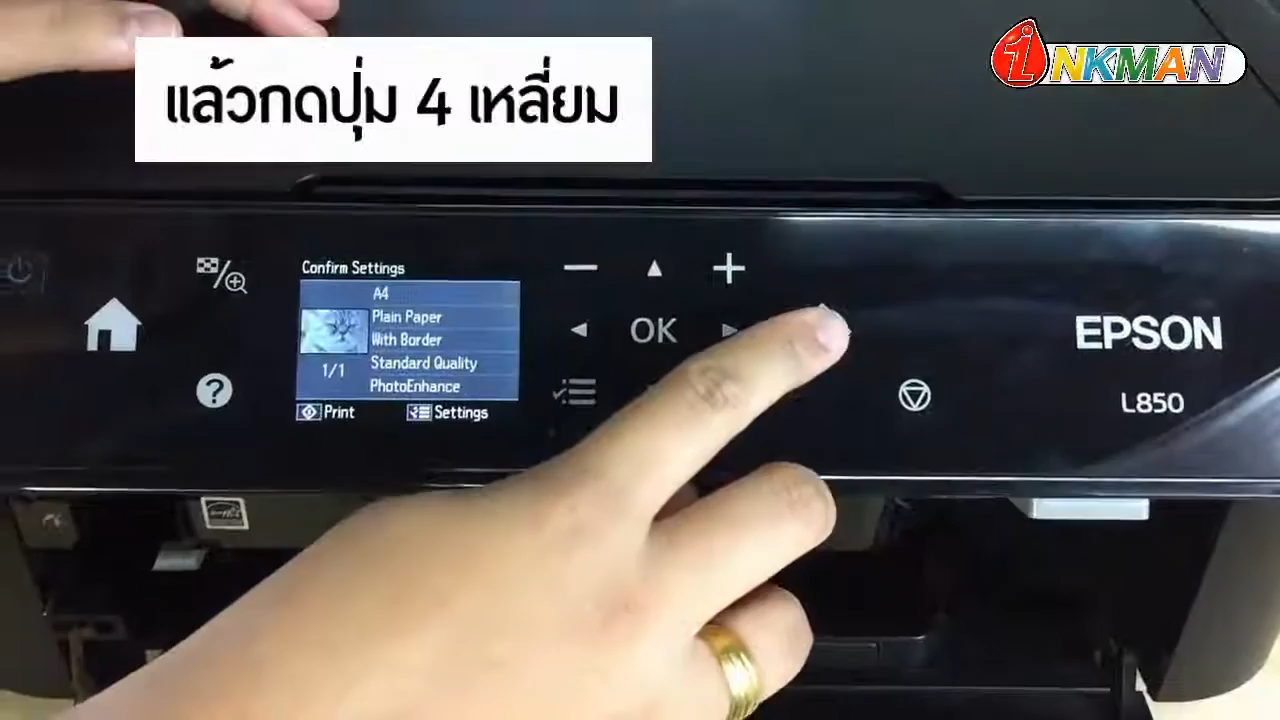 แล้วกดปุ่ม 4 เหลี่ยม
iNKMAN
Confirm Settings
A4
Plain Paper
With Border
1/1
Standard Quality
PhotoEnhance
Print
Settings
OK
?
EPSON
L850